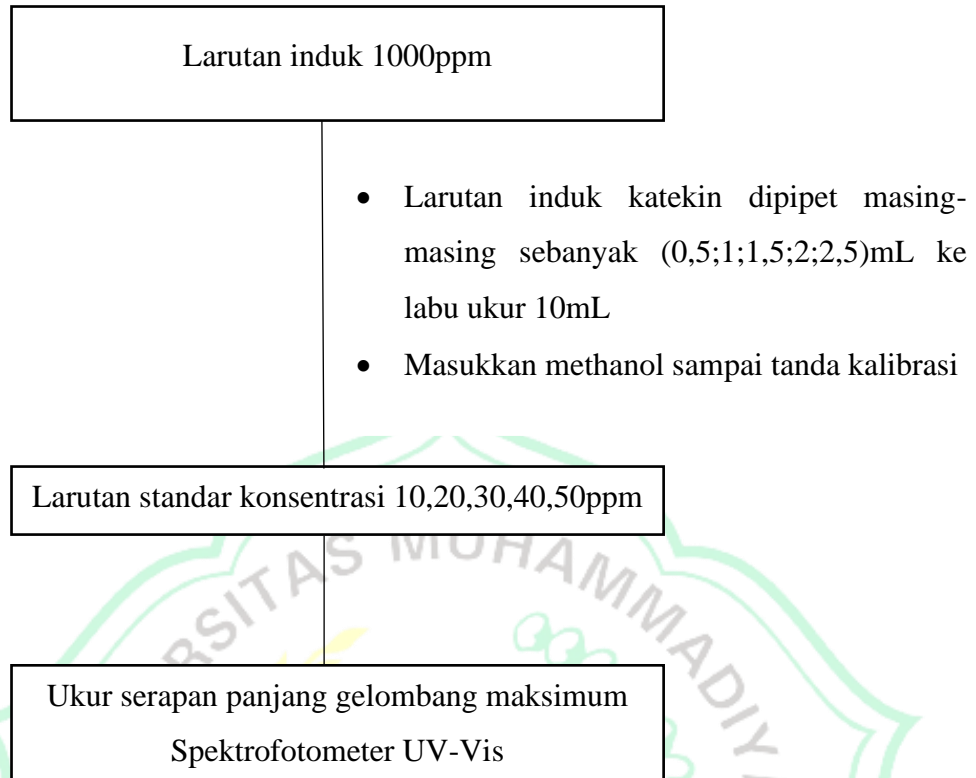 Larutan induk 1000ppm
• Larutan induk katekin dipipet masing-
masing sebanyak (0,5;1;1,5;2;2,5)mL ke
labu ukur 10mL
• Masukkan methanol sampai tanda kalibrasi
Larutan standar konsentrasi 10,20,30,40,50ppm
Ukur serapan panjang gelombang maksimum
Spektrofotometer UV-Vis